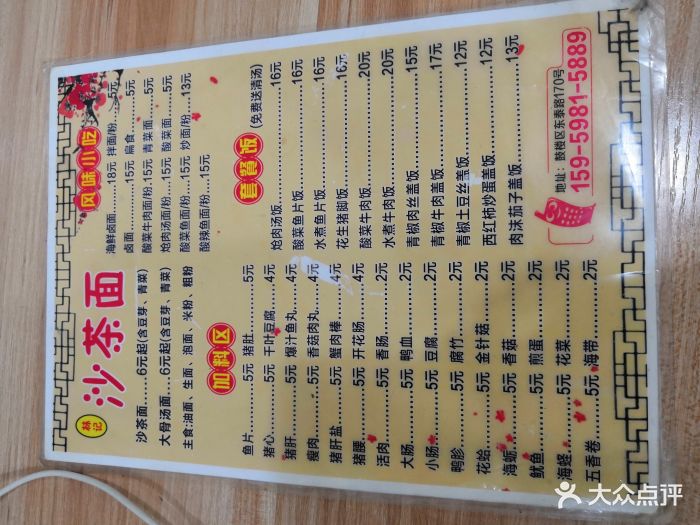 林记
沙茶面
沙茶面......6元起(含豆芽、青菜)
大骨汤面...6元起(含豆芽、青菜)
主食:油面、生面、泡面、米粉、粗粉
加料区
鱼片......5元 猪肚......5元
猪心......5元 千叶豆腐......4元
猪肝......5元 爆汁鱼丸......4元
瘦肉......5元 香菇肉丸......4元
猪肝盐......5元 蟹肉棒......4元
猪腰......5元 开花肠......4元
活肉......5元 香肠......2元
大肠......5元 鸭血......2元
小肠......5元 豆腐......2元
鸭胗......5元 腐竹......2元
花蛤......5元 金针菇......2元
海蛎......5元 香菇......2元
鱿鱼......5元 煎蛋......2元
海蛏......5元 花菜......2元
五香卷......5元 海带......2元
风味小吃
海鲜卤面......18元 拌面/粉......5元
卤面......15元 扁食......5元
酸菜牛肉面/粉...15元 青菜面......5元
炝肉汤面/粉...15元 酸菜面......5元
酸菜鱼面/粉...15元 炒面/粉......13元
酸辣鱼面/粉...15元
套餐饭(免费送清汤)
炝肉汤饭......16元
酸菜鱼片饭......16元
水煮鱼片饭......16元
花生猪脚饭......16元
酸菜牛肉饭......20元
水煮牛肉饭......20元
青椒肉丝盖饭......15元
青椒牛肉盖饭......17元
青椒土豆丝盖饭......12元
西红柿炒蛋盖饭......12元
肉沫茄子盖饭......13元
地址：鼓楼区东泰路170号
159-5981-5889
大众点评